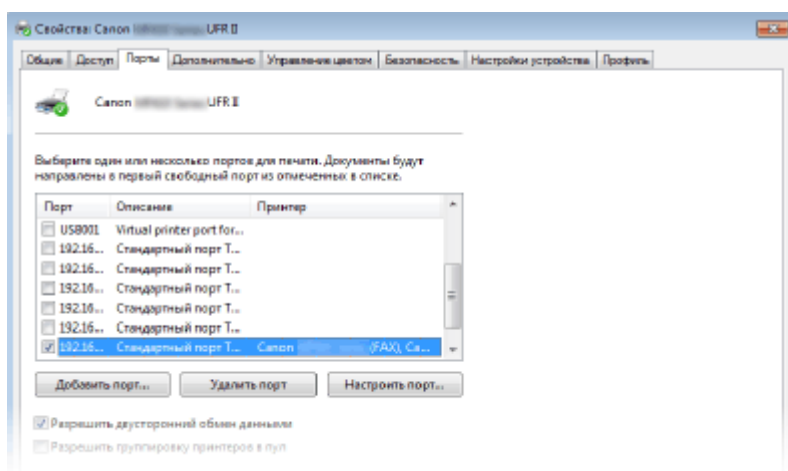 Свойства: Canon UFR II
Общие Доступ Порты Дополнительно Управление цветом Безопасность Настройки устройства Профиль
Canon UFR II
Выберите один или несколько портов для печати. Документы будут
направлены в первый свободный порт из отмеченных в списке.
Порт Описание Принтер
USB001 Virtual printer port for...
192.16... Стандартный порт T...
192.16... Стандартный порт T...
192.16... Стандартный порт T...
192.16... Стандартный порт T...
192.16... Стандартный порт T...
192.16... Стандартный порт T... Canon (FAX), Ca...
Добавить порт... Удалить порт Настроить порт...
Разрешить двусторонний обмен данными
Разрешить группировку принтеров в пул